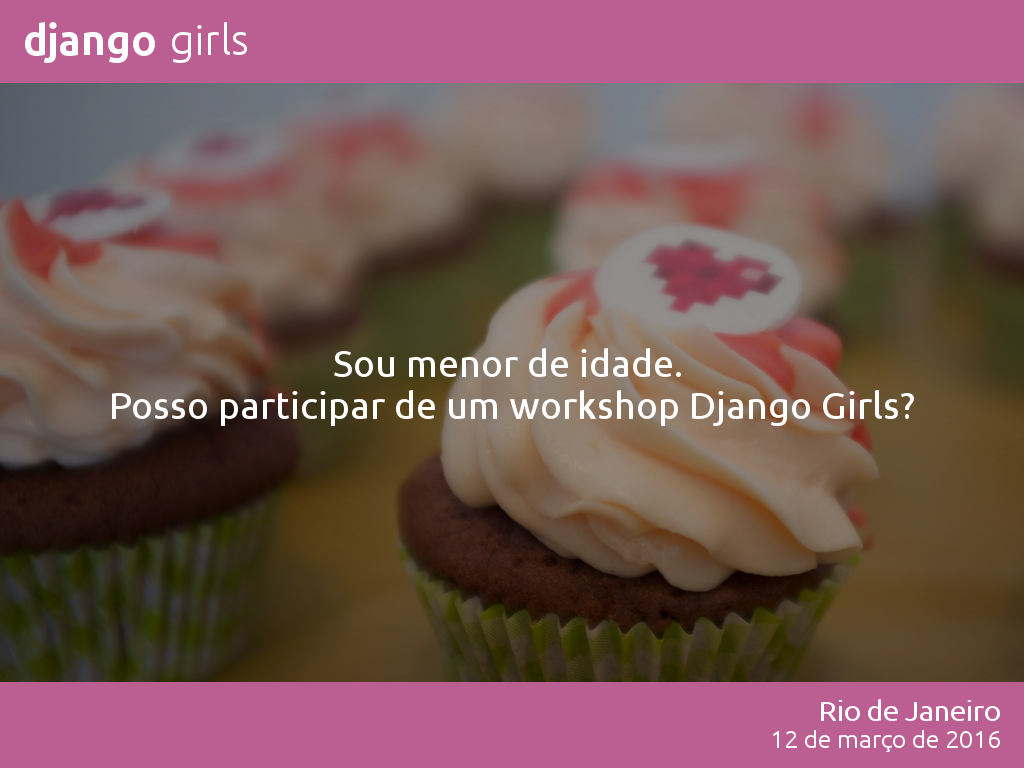 django girls
Sou menor de idade.
Posso participar de um workshop Django Girls?
Rio de Janeiro
12 de março de 2016